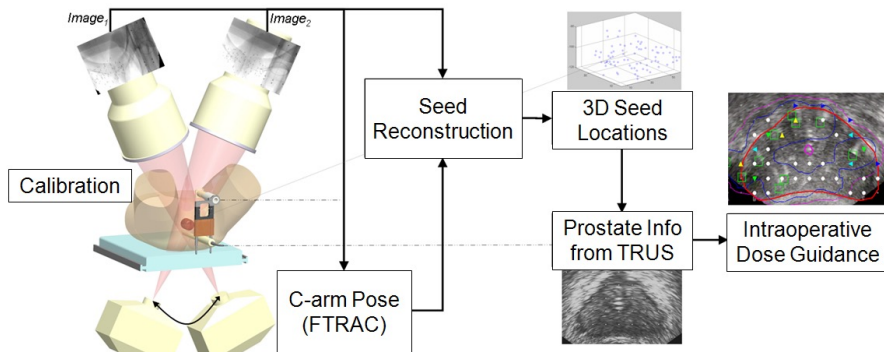 Image1
Image2
Seed
Reconstruction
3D Seed
Locations
Calibration
Prostate Info
from TRUS
Intraoperative
Dose Guidance
C-arm Pose
(FTRAC)